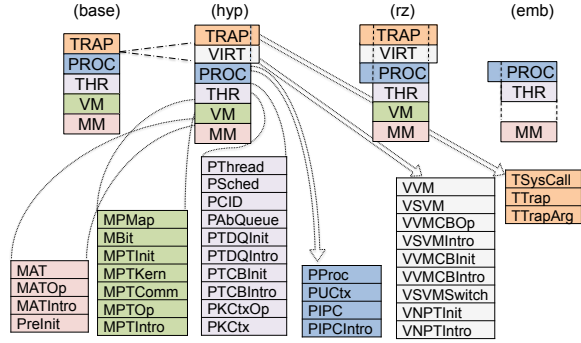 (base)
(hyp)
(rz)
(emb)
TRAP
PROC
THR
VM
MM
TRAP
VIRT
PROC
THR
VM
MM
TRAP
VIRT
PROC
THR
VM
MM
PROC
THR
MM
MAT
MATOp
MATIntro
PreInit
MPMap
MBit
MPTInit
MPTKern
MPTComm
MPTOp
MPTIntro
PThread
PSched
PCID
PAbQueue
PTDQInit
PTDQIntro
PTCBInit
PTCBIntro
PKCtxOp
PKCtx
PProc
PUCtx
PIPC
PIPCIntro
VVM
VSVM
VVMCBOp
VSVMIntro
VVMCBInit
VVMCBIntro
VSVMSwitch
VNPTInit
VNPTIntro
TSysCall
TTrap
TTrapArg